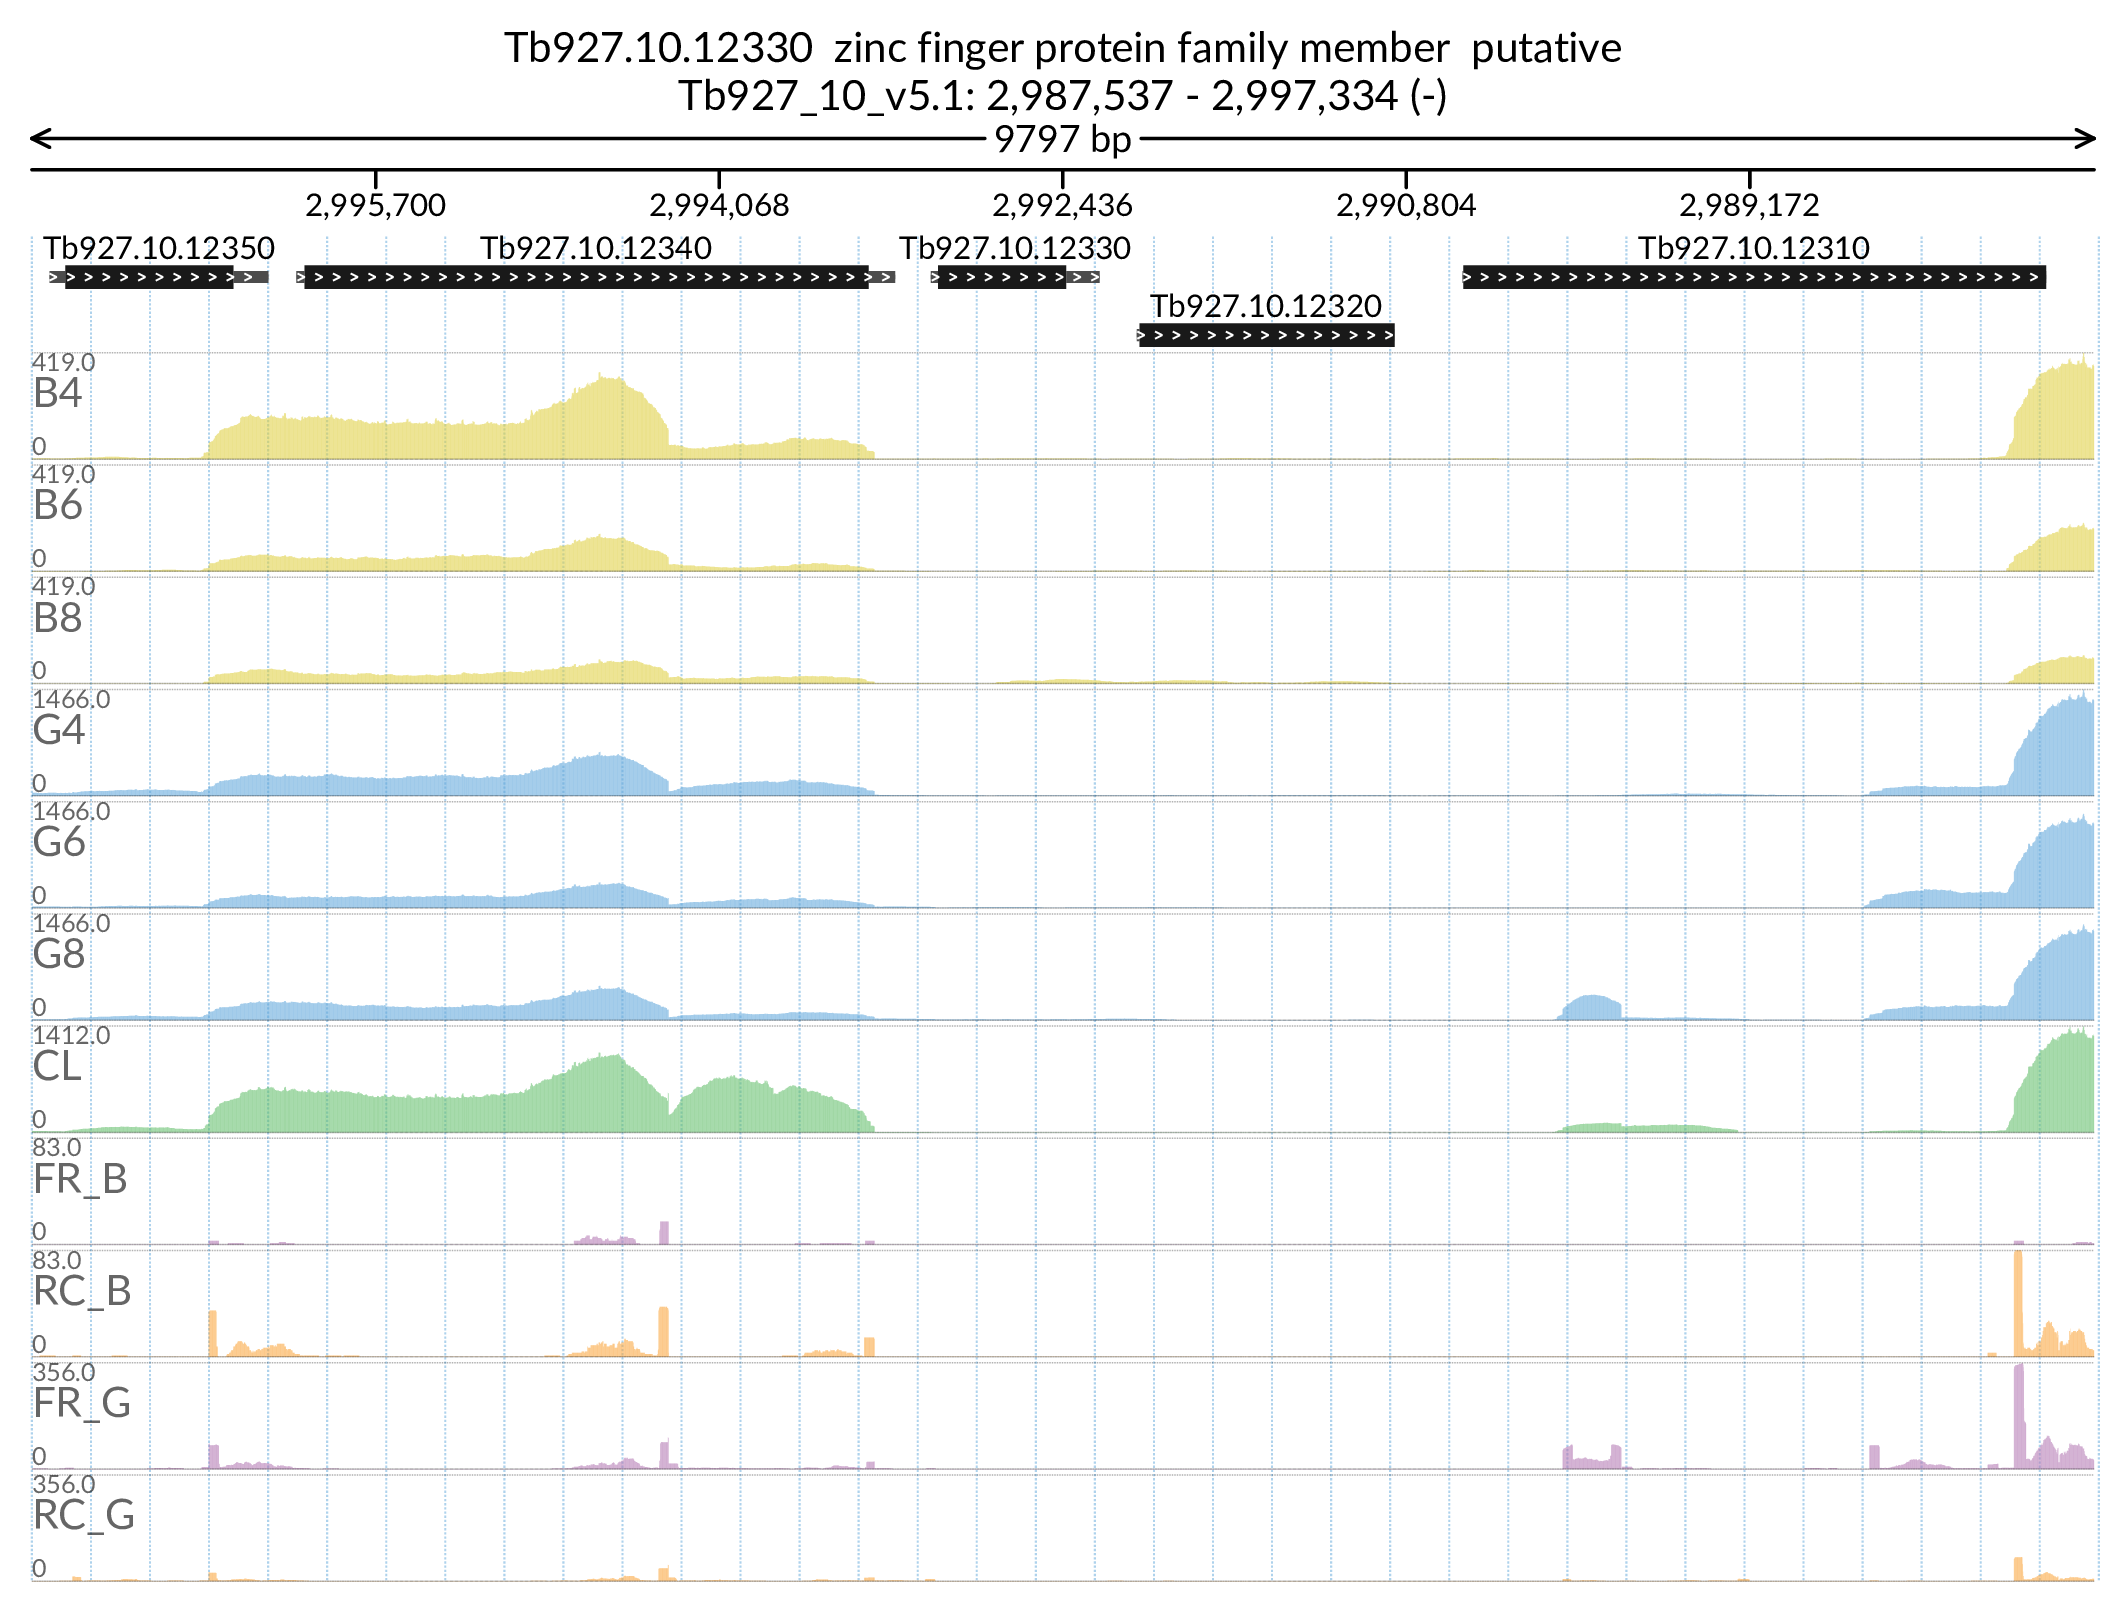 Tb927.10.12330  zinc finger protein family member  putative
Tb927_10_v5.1: 2,987,537 - 2,997,334 (-)
9797 bp
2,995,700 2,994,068 2,992,436 2,990,804 2,989,172
Tb927.10.12350 Tb927.10.12340 Tb927.10.12330 Tb927.10.12310
Tb927.10.12320
419.0
B4
0
419.0
B6
0
419.0
B8
0
1466.0
G4
0
1466.0
G6
0
1466.0
G8
0
1412.0
CL
0
83.0
FR_B
0
83.0
RC_B
0
356.0
FR_G
0
356.0
RC_G
0